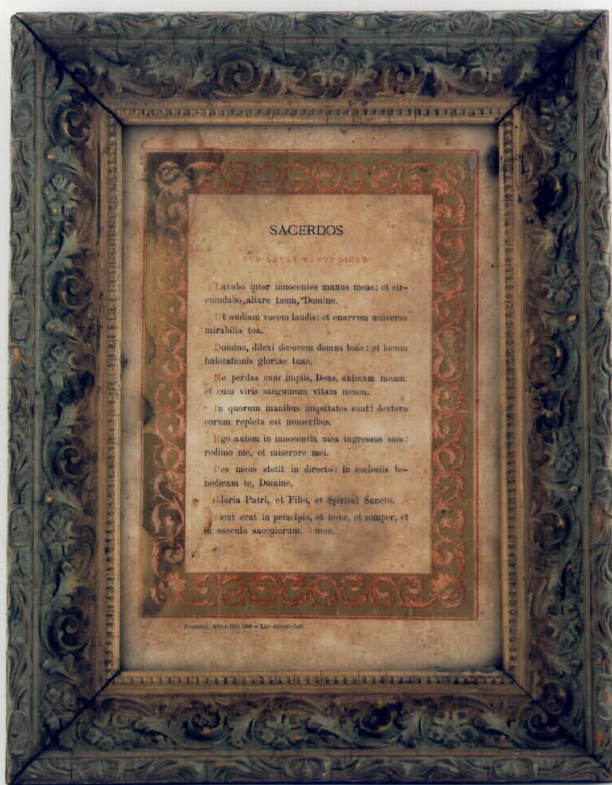 SACERDOS
CUM LAVAT MANUS DICAT
Lavabo inter innocentes manus meas: et cir-
cumdabo altare tuum, Domine.
Ut audiam vocem laudis: et enarrem universa
mirabilia tua.
Domine, dilexi decorem domus tuae: et locum
habitationis gloriae tuae.
Ne perdas cum impiis, Deus, animam meam:
et cum viris sanguinum vitam meam.
In quorum manibus iniquitates sunt: dextera
eorum repleta est muneribus.
Ego autem in innocentia mea ingressus sum:
redime me, et miserere mei.
Pes meus stetit in directo: in ecclesiis be-
nedicam te, Domine.
Gloria Patri, et Filio, et Spiritui Sancto.
Sicut erat in principio, et nunc, et semper, et
in saecula saeculorum. Amen.